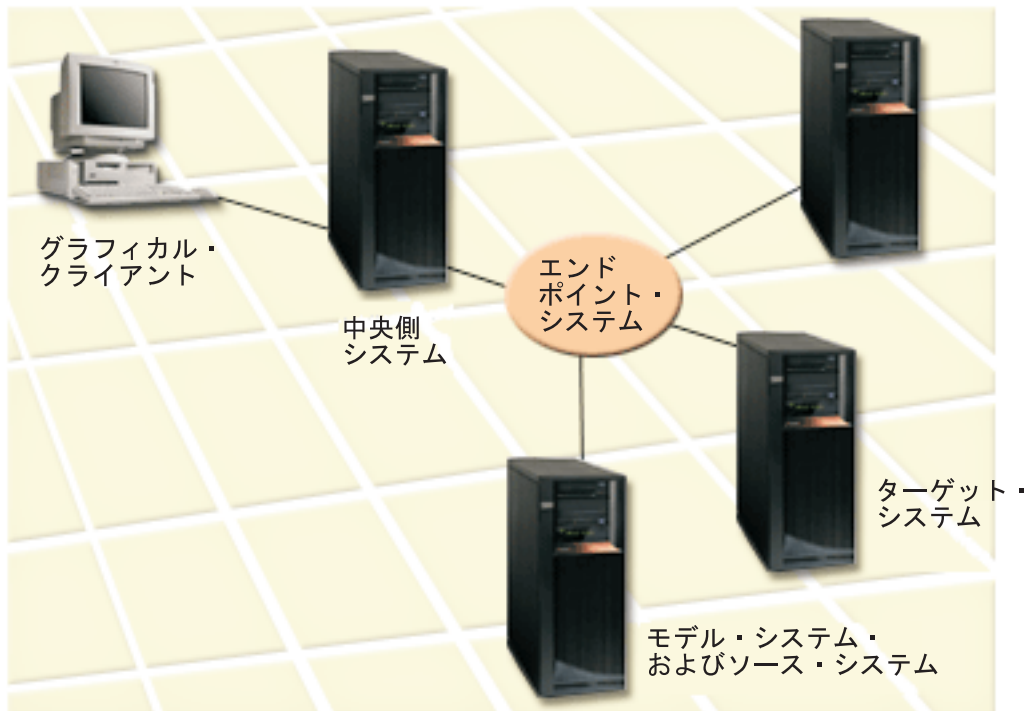 グラフィカル・
クライアント
中央側
システム
エンド
ポイント・
システム
ターゲット・
システム
モデル・システム・
およびソース・システム